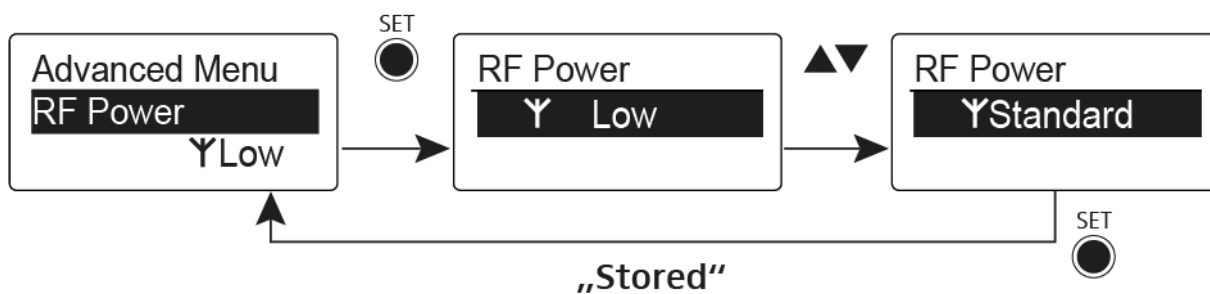 Advanced Menu
RF Power
Low
SET
RF Power
Low
RF Power
Standard
SET
„Stored“